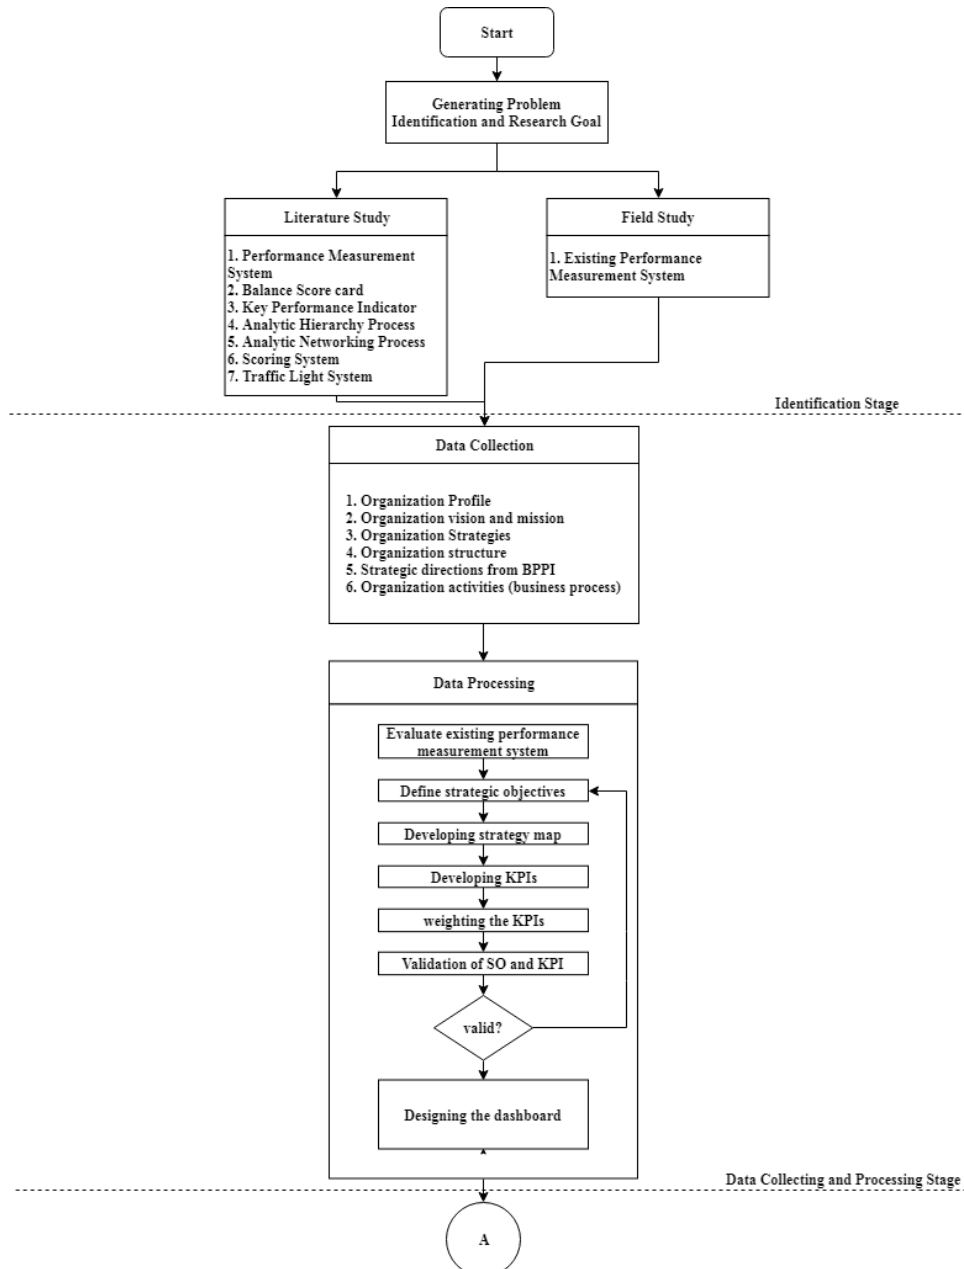 Start
Generating Problem
Identification and Research Goal
Literature Study
1. Performance Measurement
System
2. Balance Score card
3. Key Performance Indicator
4. Analytic Hierarchy Process
5. Analytic Networking Process
6. Scoring System
7. Traffic Light System
Field Study
1. Existing Performance
Measurement System
Identification Stage
Data Collection
1. Organization Profile
2. Organization vision and mission
3. Organization Strategies
4. Organization structure
5. Strategic directions from BPPI
6. Organization activities (business process)
Data Processing
Evaluate existing performance
measurement system
Define strategic objectives
Developing strategy map
Developing KPIs
weighting the KPIs
Validation of SO and KPI
valid?
Designing the dashboard
Data Collecting and Processing Stage
A